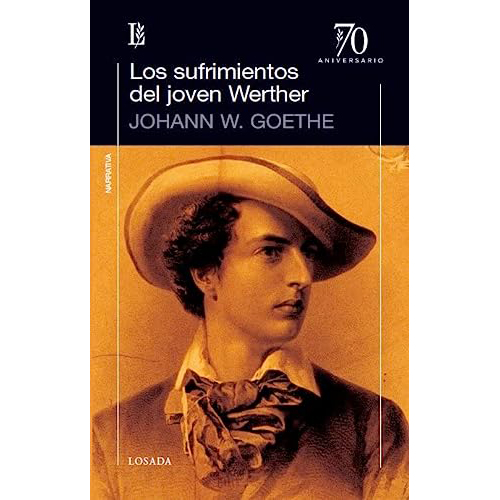 L
70
ANIVERSARIO
Los sufrimientos
del joven Werther
JOHANN W. GOETHE
NARRATIVA
LOSADA